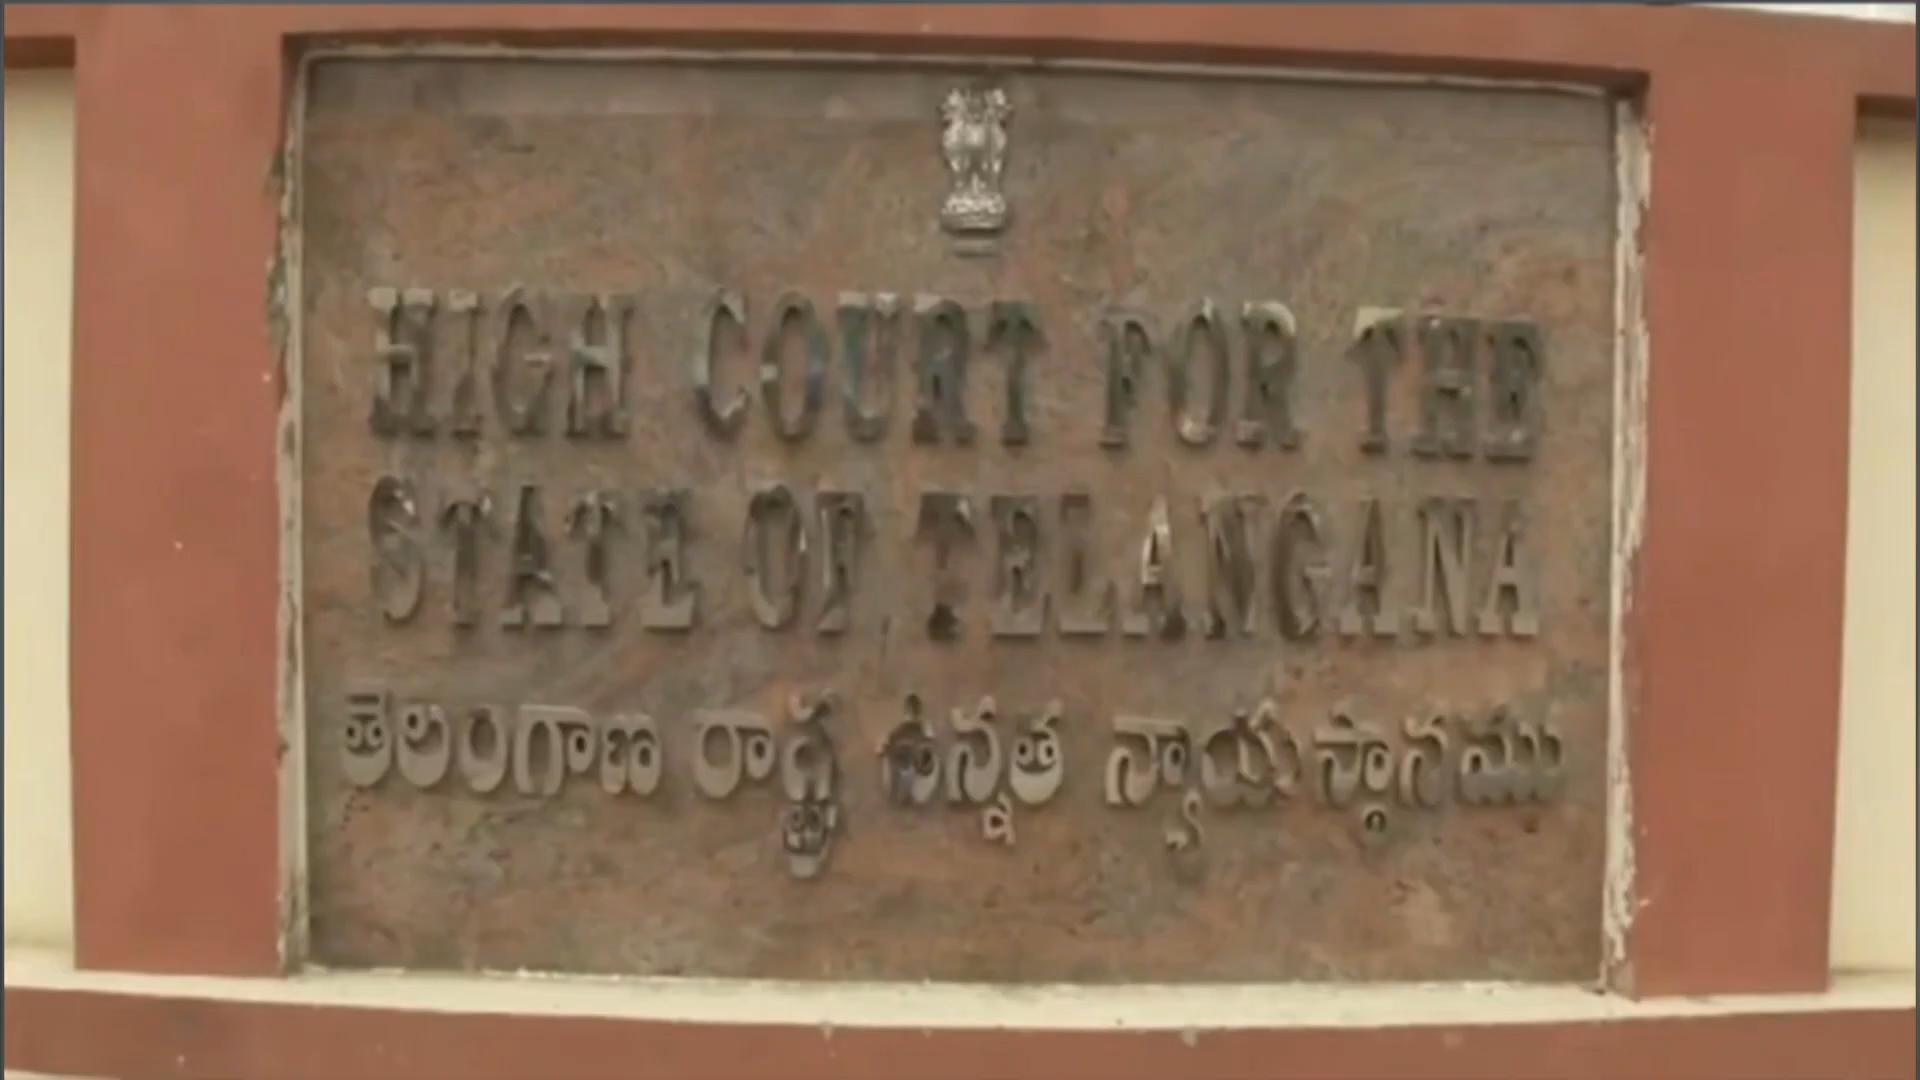 HIGH COURT FOR THE
STATE OF TELANGANA
తెలంగాణ రాష్ట్ర ఉన్నత న్యాయస్థానము